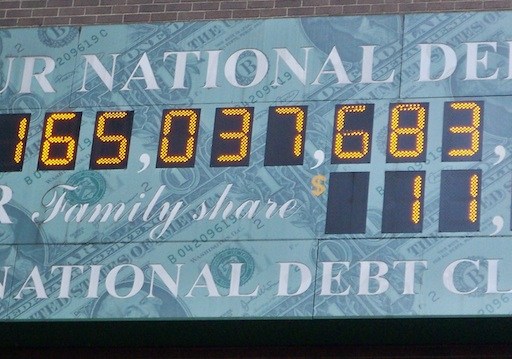 UR NATIONAL DE
165,037,683,
R Family share $ 11,
NATIONAL DEBT CL